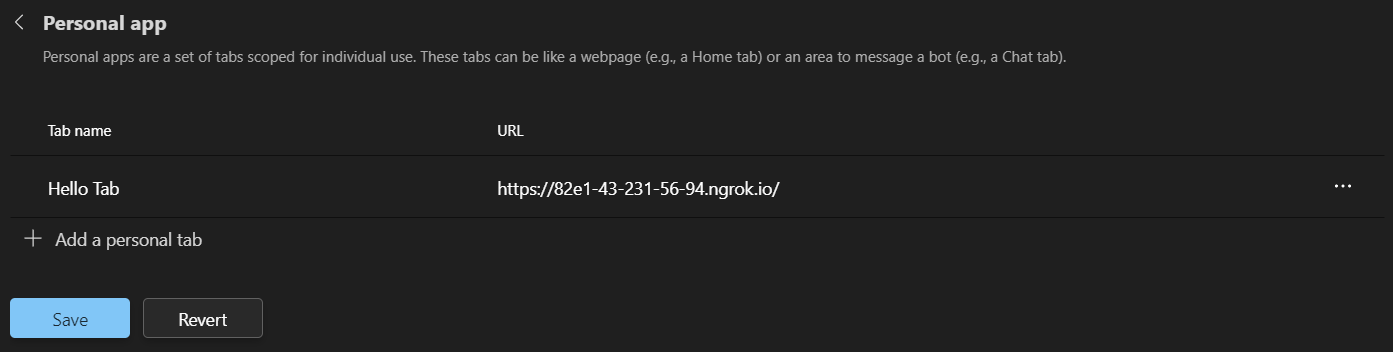 Personal app
Personal apps are a set of tabs scoped for individual use. These tabs can be like a webpage (e.g., a Home tab) or an area to message a bot (e.g., a Chat tab).
Tab name URL
Hello Tab https://82e1-43-231-56-94.ngrok.io/ ...
Add a personal tab
Save Revert